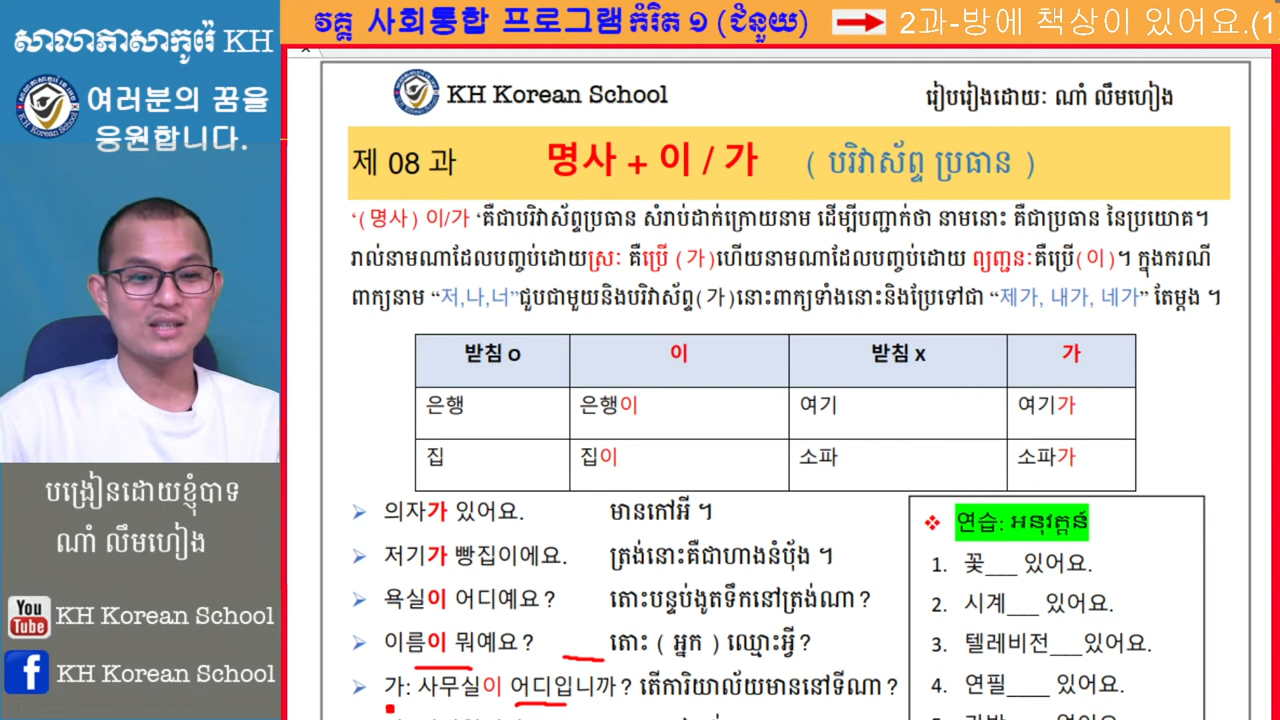 សាលាភាសាកូរ៉េ KH
여러분의 꿈을
응원합니다.
វគ្គ 사회통합 프로그램 កំរិត ១ (ជំនួយ)
2과-방에 책상이 있어요.(1
KH Korean School
រៀបរៀងដោយៈ ណាំ លឹមហៀង
제 08 과 명사 + 이 / 가 ( បរិវាស័ព្ទ ប្រធាន )
‘(명사) 이/가 ‘គឺជាបរិវាស័ព្ទប្រធាន សំរាប់ដាក់ក្រោយនាម ដើម្បីបញ្ជាក់ថា នាមនោះ គឺជាប្រធាន នៃប្រយោគ។
រាល់នាមណាដែលបញ្ចប់ដោយស្រៈ គឺប្រើ (가)ហើយនាមណាដែលបញ្ចប់ដោយ ព្យញ្ជនៈគឺប្រើ(이)។ ក្នុងករណី
ពាក្យនាម “저,나,너”ជួបជាមួយនិងបរិវាស័ព្ទ(가)នោះពាក្យទាំងនោះនិងប្រែទៅជា “제가, 내가, 네가” តែម្តង ។
받침 o 이 받침 x 가
은행 은행이 여기 여기가
집 집이 소파 소파가
의자가 있어요. មានកៅអី ។
저기가 빵집이에요. ត្រង់នោះគឺជាហាងនំប៉័ង ។
욕실이 어디예요? តោះបន្ទប់ងូតទឹកនៅត្រង់ណា?
이름이 뭐예요? តោះ ( អ្នក ) ឈ្មោះអ្វី?
가: 사무실이 어디입니까? តើការិយាល័យមាននៅទីណា?
연습: អនុវត្តន៍
1. 꽃___ 있어요.
2. 시계___ 있어요.
3. 텔레비전___있어요.
4. 연필____ 있어요.
បង្រៀនដោយខ្ញុំបាទ
ណាំ លឹមហៀង
You Tube KH Korean School
f KH Korean School